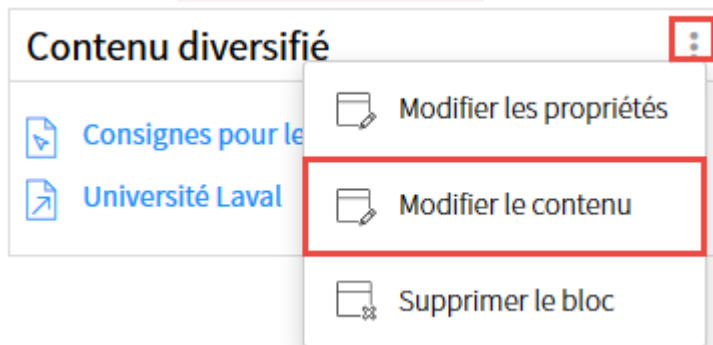 Contenu diversifié
Modifier les propriétés
Consignes pour le
Université Laval
Modifier le contenu
Supprimer le bloc